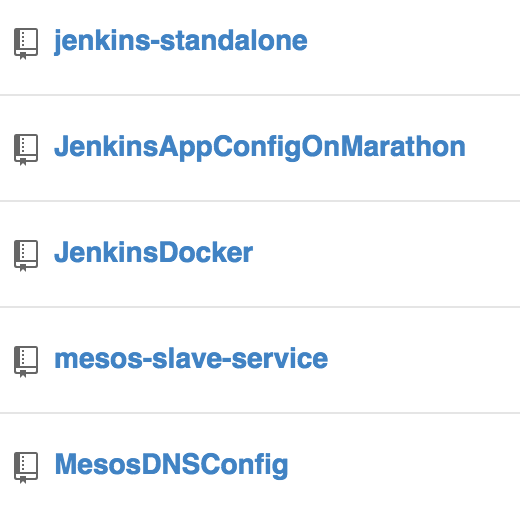 jenkins-standalone
JenkinsAppConfigOnMarathon
JenkinsDocker
mesos-slave-service
MesosDNSConfig